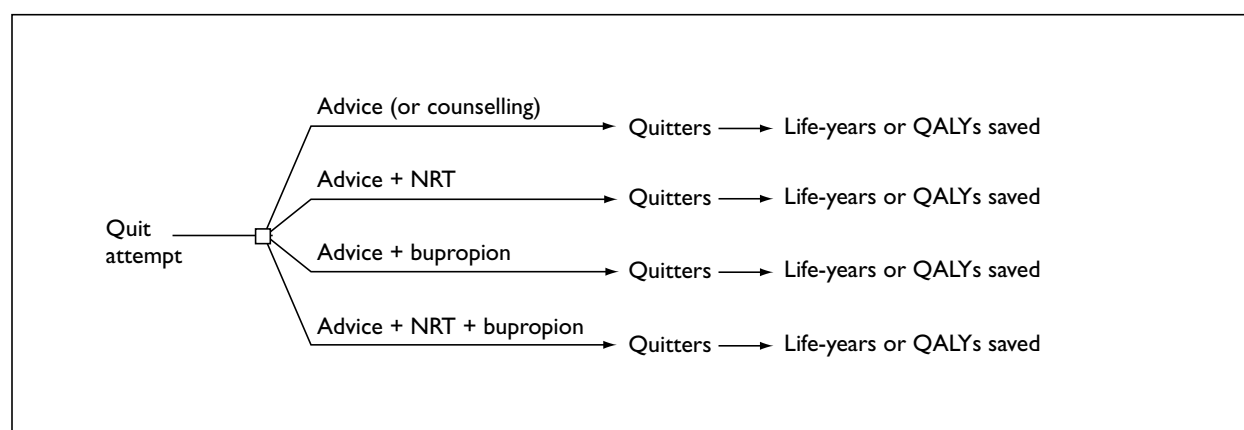 Advice (or counselling)
Quitters
Life-years or QALYs saved
Advice + NRT
Quitters
Life-years or QALYs saved
Quit
attempt
Advice + bupropion
Quitters
Life-years or QALYs saved
Advice + NRT + bupropion
Quitters
Life-years or QALYs saved